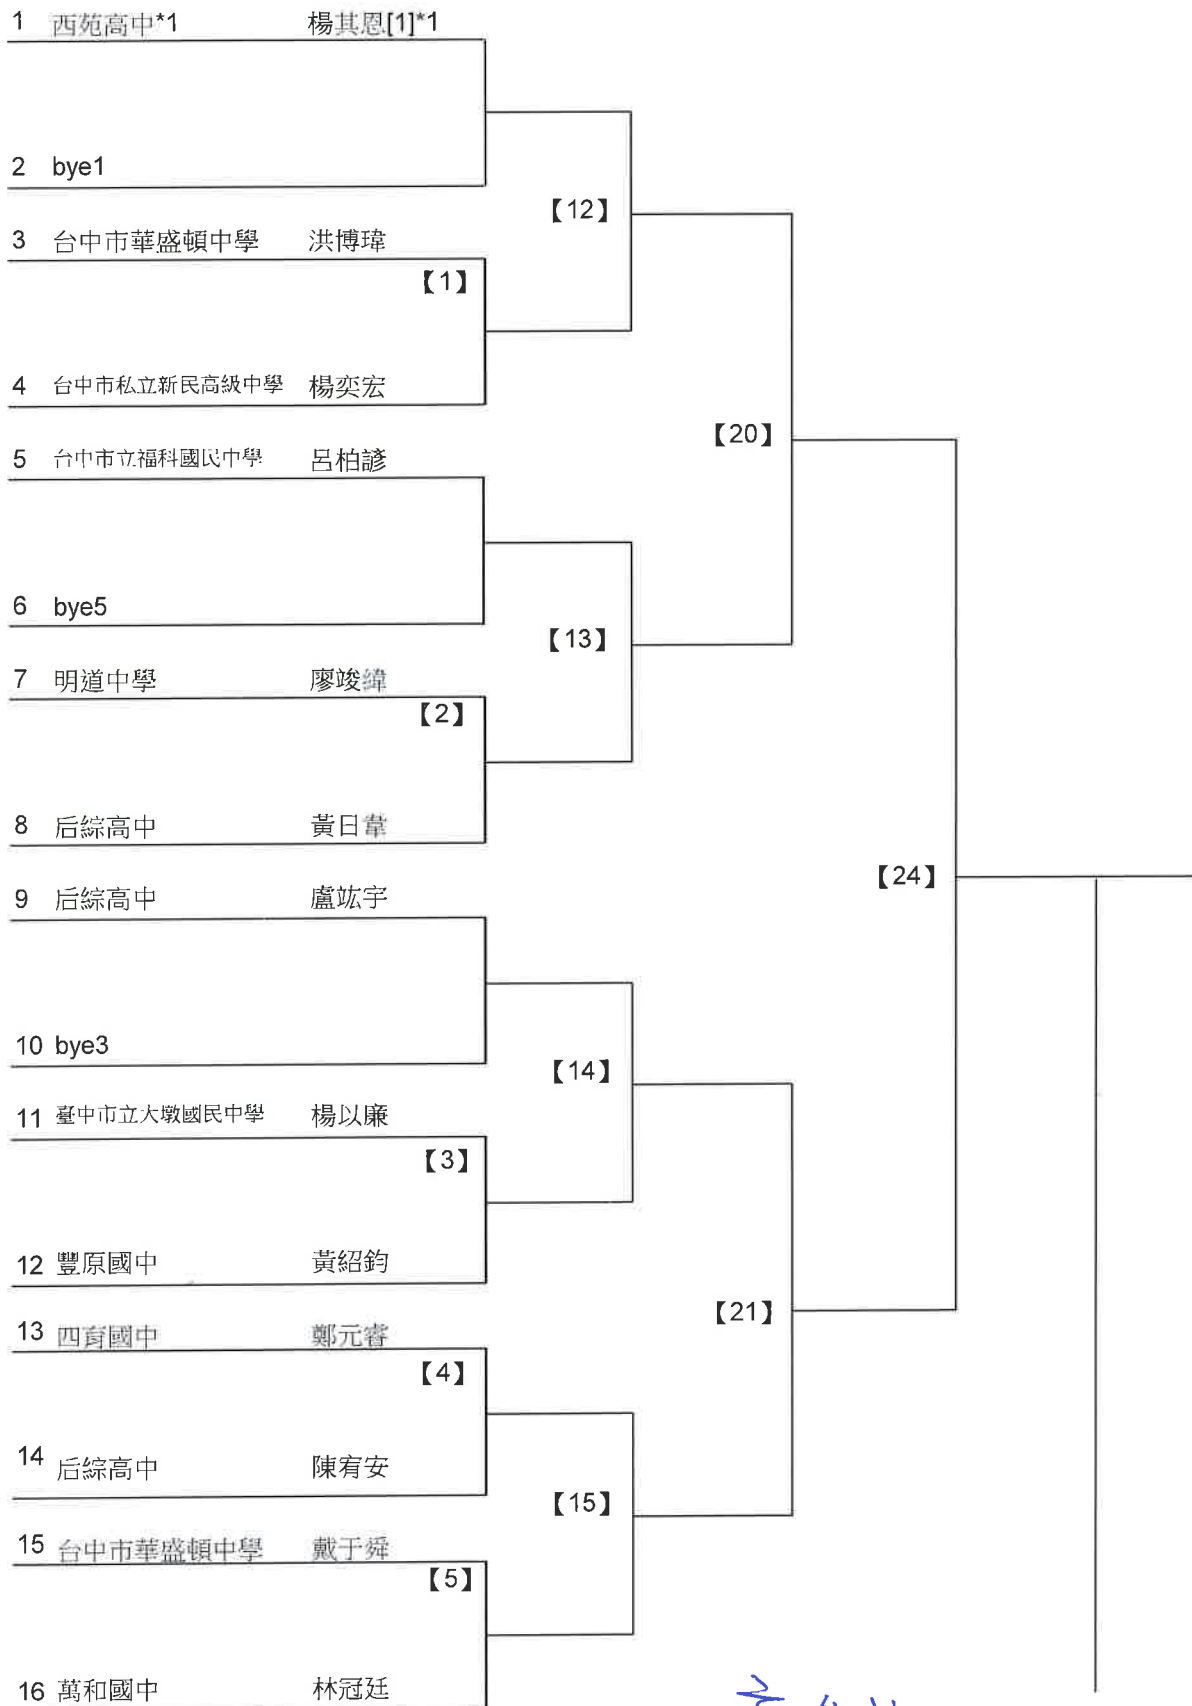 1 西苑高中*1 楊其恩[1]*1
2 bye1
【12】
3 台中市華盛頓中學 洪博瑋
【1】
4 台中市私立新民高級中學 楊奕宏
【20】
5 台中市立福科國民中學 呂柏諺
6 bye5
【13】
7 明道中學 廖竣緯
【2】
8 后綜高中 黃日韋
【24】
9 后綜高中 盧竑宇
10 bye3
【14】
11 臺中市立大墩國民中學 楊以廉
【3】
12 豐原國中 黃紹鈞
【21】
13 四育國中 鄭元睿
【4】
14 后綜高中 陳宥安
【15】
15 台中市華盛頓中學 戴于舜
【5】
16 萬和國中 林冠廷